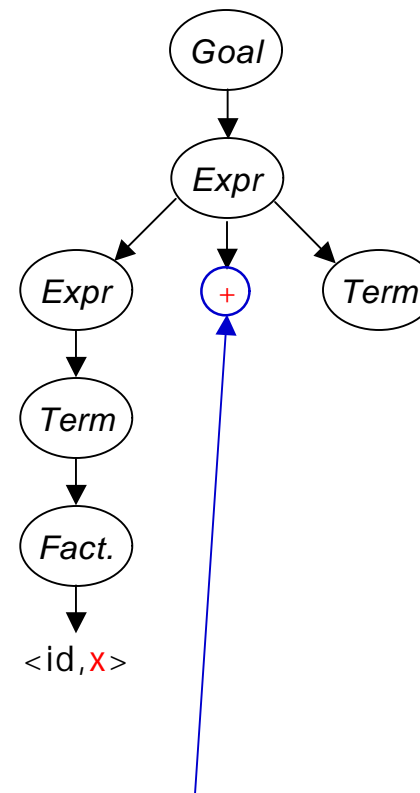 Goal
Expr
Expr + Term
Term
Fact.
<id,x>